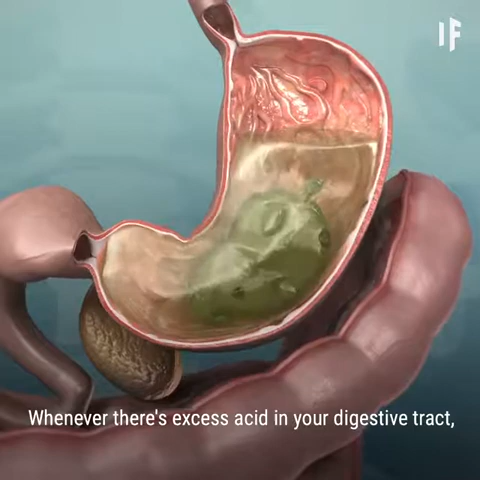 IF
Whenever there's excess acid in your digestive tract,